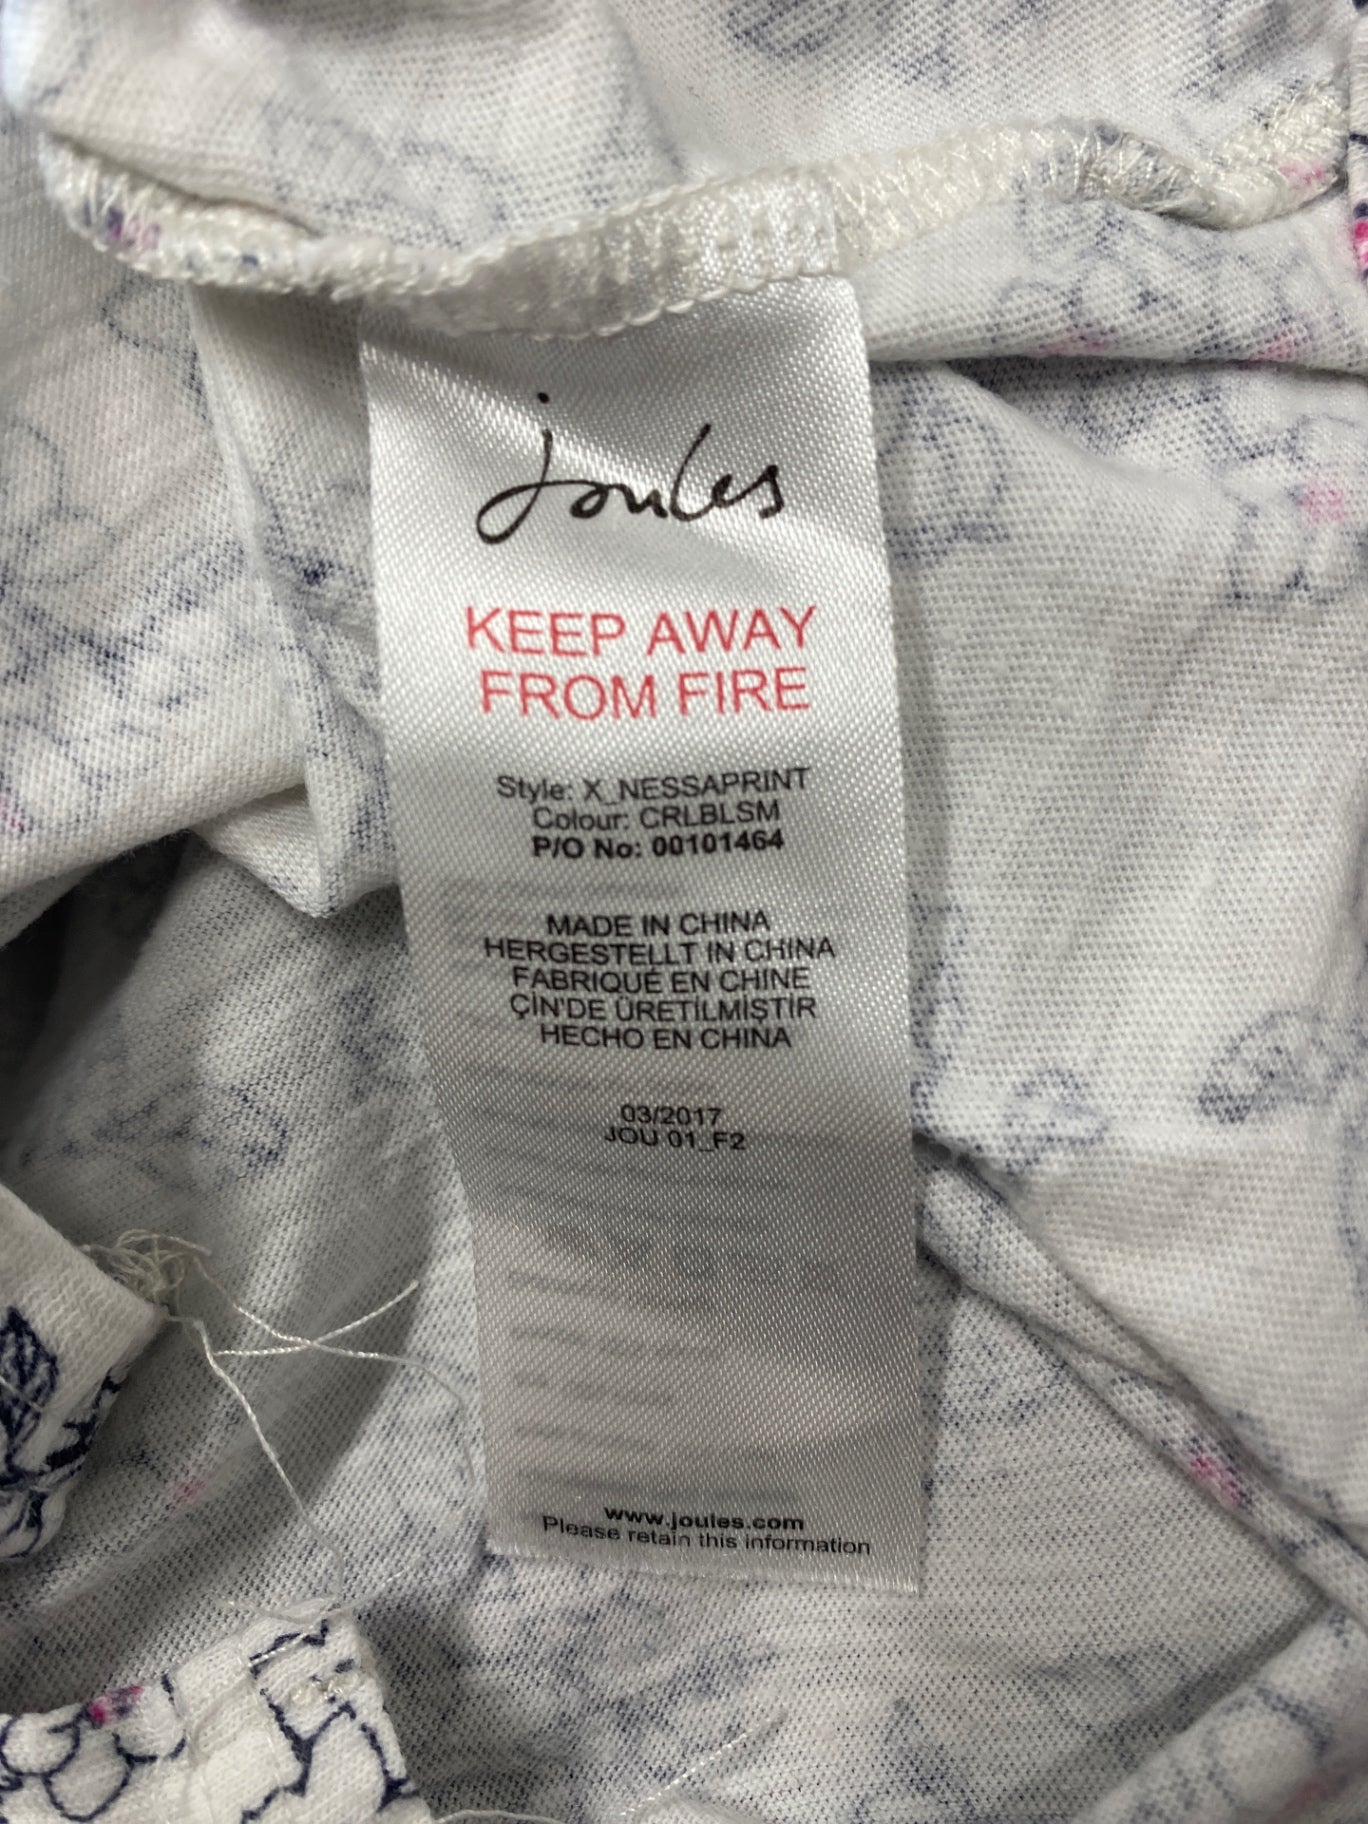 joules
KEEP AWAY
FROM FIRE
Style: X_NESSAPRINT
Colour: CRLBLSM
P/O No: 00101464
MADE IN CHINA
HERGESTELLT IN CHINA
FABRIQUÉ EN CHINE
ÇİN'DE ÜRETİLMİŞTİR
HECHO EN CHINA
03/2017
JOU 01_F2
www.joules.com
Please retain this information